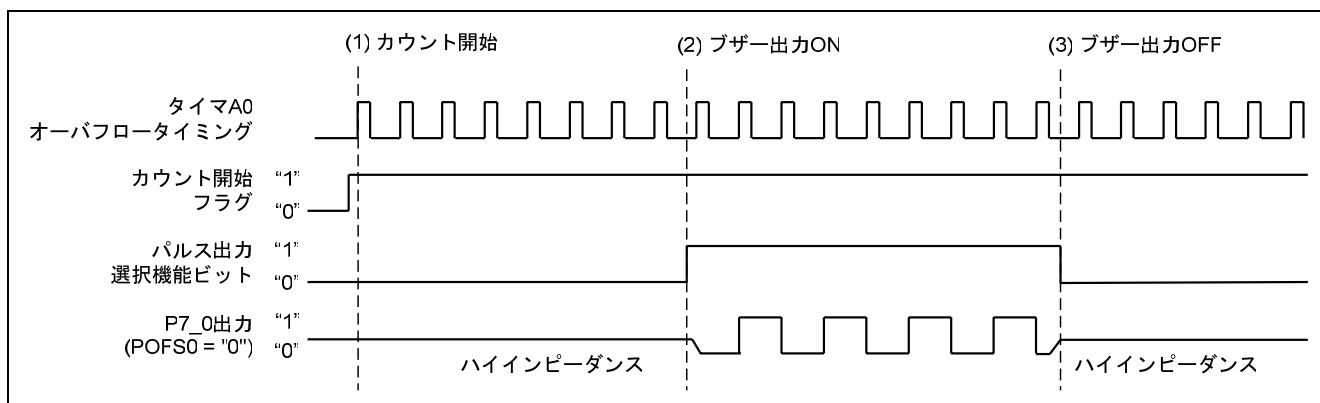 (1) カウント開始
(2) ブザー出力ON
(3) ブザー出力OFF
タイマA0
オーバフロータイミング
カウント開始
フラグ
“1”
“0”
パルス出力
選択機能ビット
“1”
“0”
P7_0出力
(POFS0 = "0")
“1”
“0”
ハイインピーダンス
ハイインピーダンス